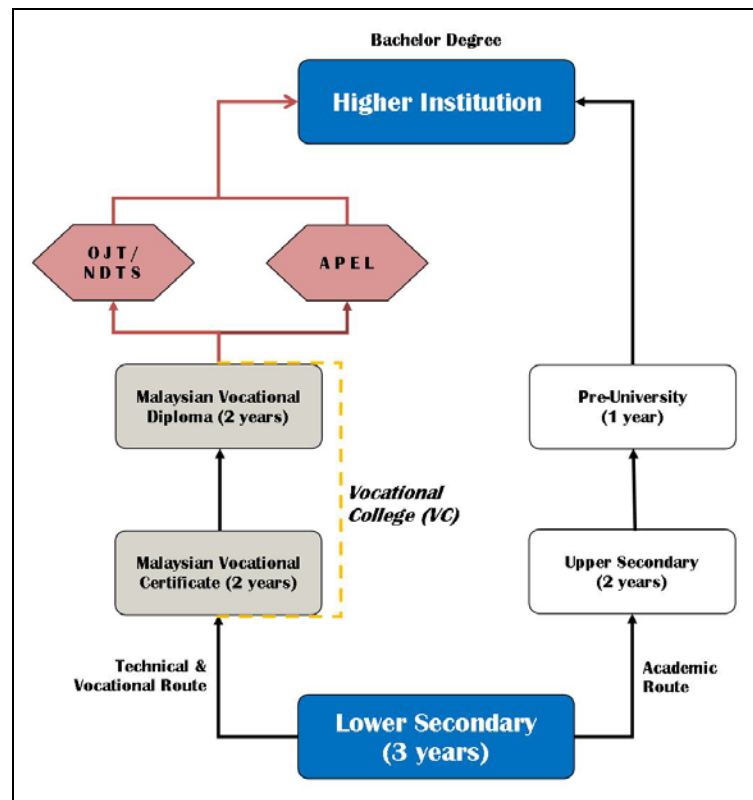 Bachelor Degree
Higher Institution
OJT/
NDTS
APEL
Malaysian Vocational
Diploma (2 years)
Pre-University
(1 year)
Vocational
College (VC)
Malaysian Vocational
Certificate (2 years)
Upper Secondary
(2 years)
Technical &
Vocational Route
Academic
Route
Lower Secondary
(3 years)